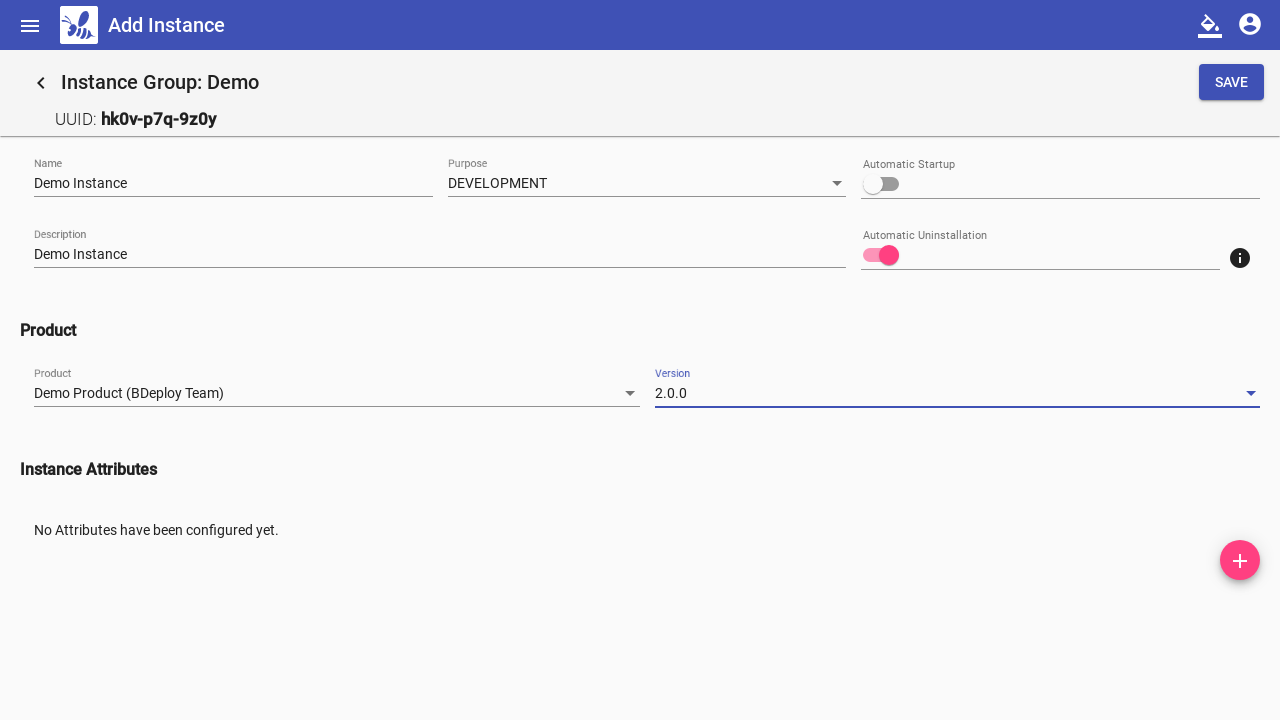 Add Instance
Instance Group: Demo
SAVE
UUID: hk0v-p7q-9z0y
Name
Demo Instance
Purpose
DEVELOPMENT
Automatic Startup
Description
Demo Instance
Automatic Uninstallation
Product
Product
Demo Product (BDeploy Team)
Version
2.0.0
Instance Attributes
No Attributes have been configured yet.